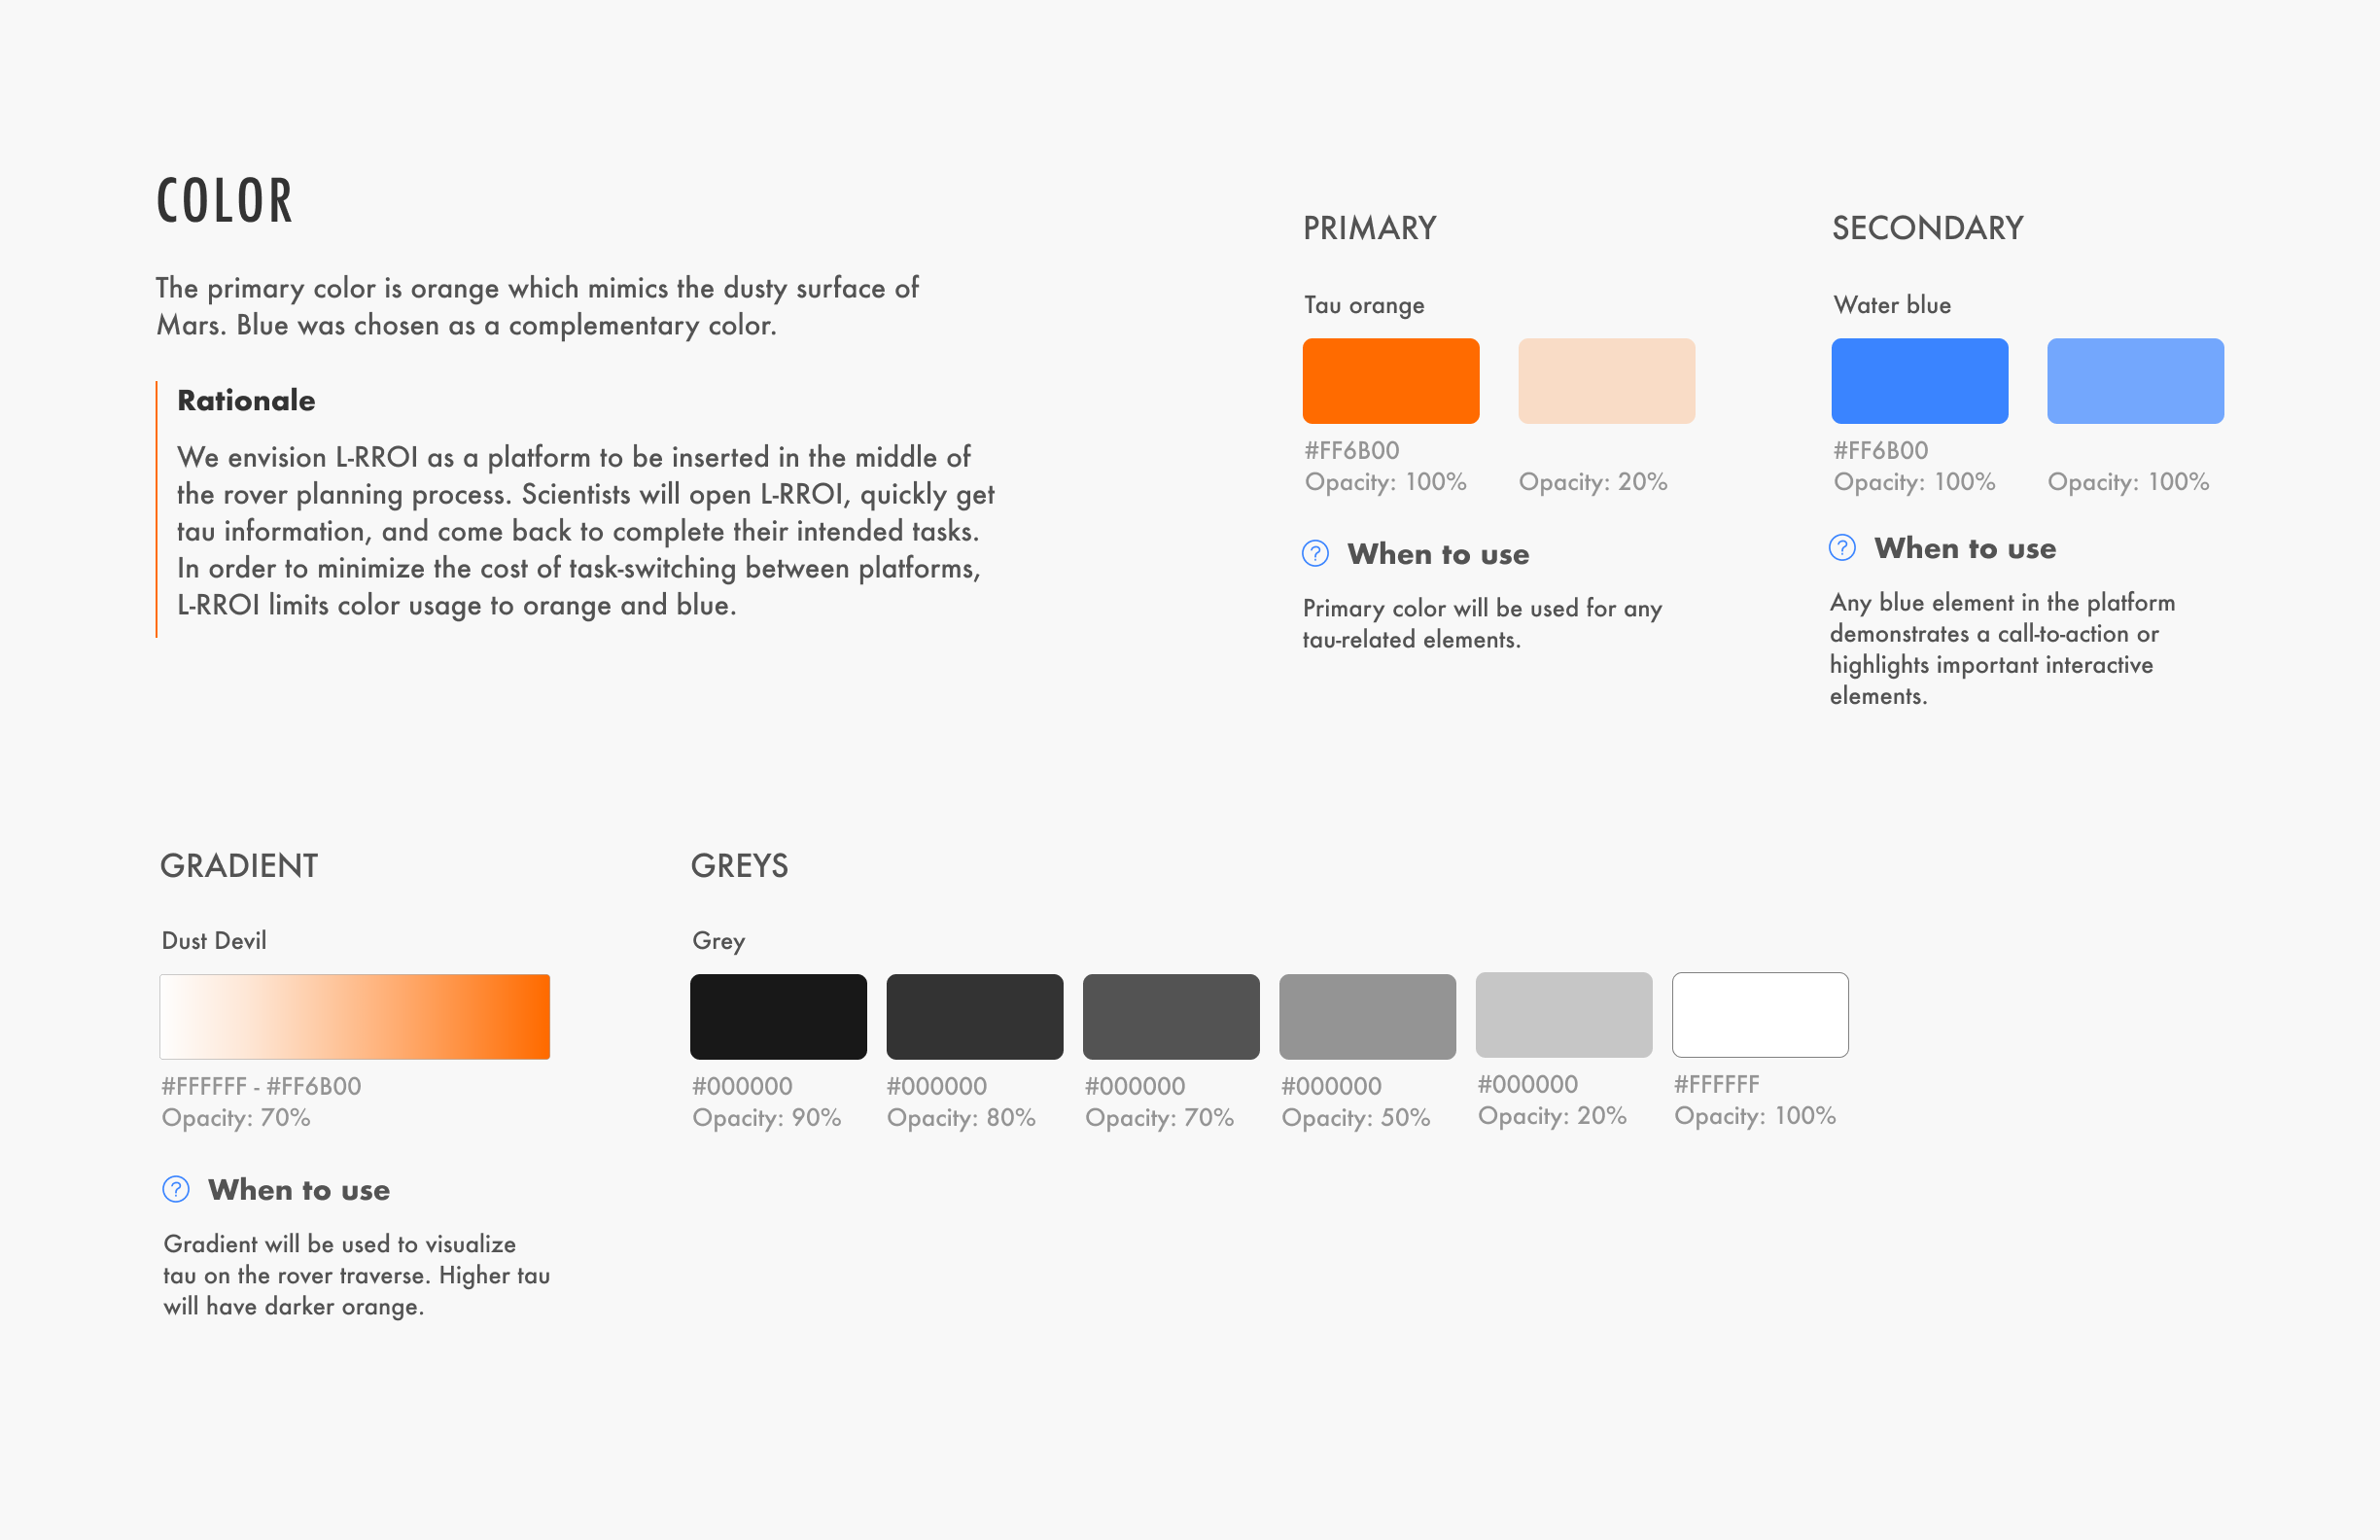 COLOR
The primary color is orange which mimics the dusty surface of
Mars. Blue was chosen as a complementary color.
Rationale
We envision L-RROI as a platform to be inserted in the middle of
the rover planning process. Scientists will open L-RROI, quickly get
tau information, and come back to complete their intended tasks.
In order to minimize the cost of task-switching between platforms,
L-RROI limits color usage to orange and blue.
PRIMARY
Tau orange
#FF6B00
Opacity: 100%
Opacity: 20%
? When to use
Primary color will be used for any
tau-related elements.
SECONDARY
Water blue
#FF6B00
Opacity: 100%
Opacity: 100%
? When to use
Any blue element in the platform
demonstrates a call-to-action or
highlights important interactive
elements.
GRADIENT
Dust Devil
#FFFFFF - #FF6B00
Opacity: 70%
? When to use
Gradient will be used to visualize
tau on the rover traverse. Higher tau
will have darker orange.
GREYS
Grey
#000000
Opacity: 90%
#000000
Opacity: 80%
#000000
Opacity: 70%
#000000
Opacity: 50%
#000000
Opacity: 20%
#FFFFFF
Opacity: 100%